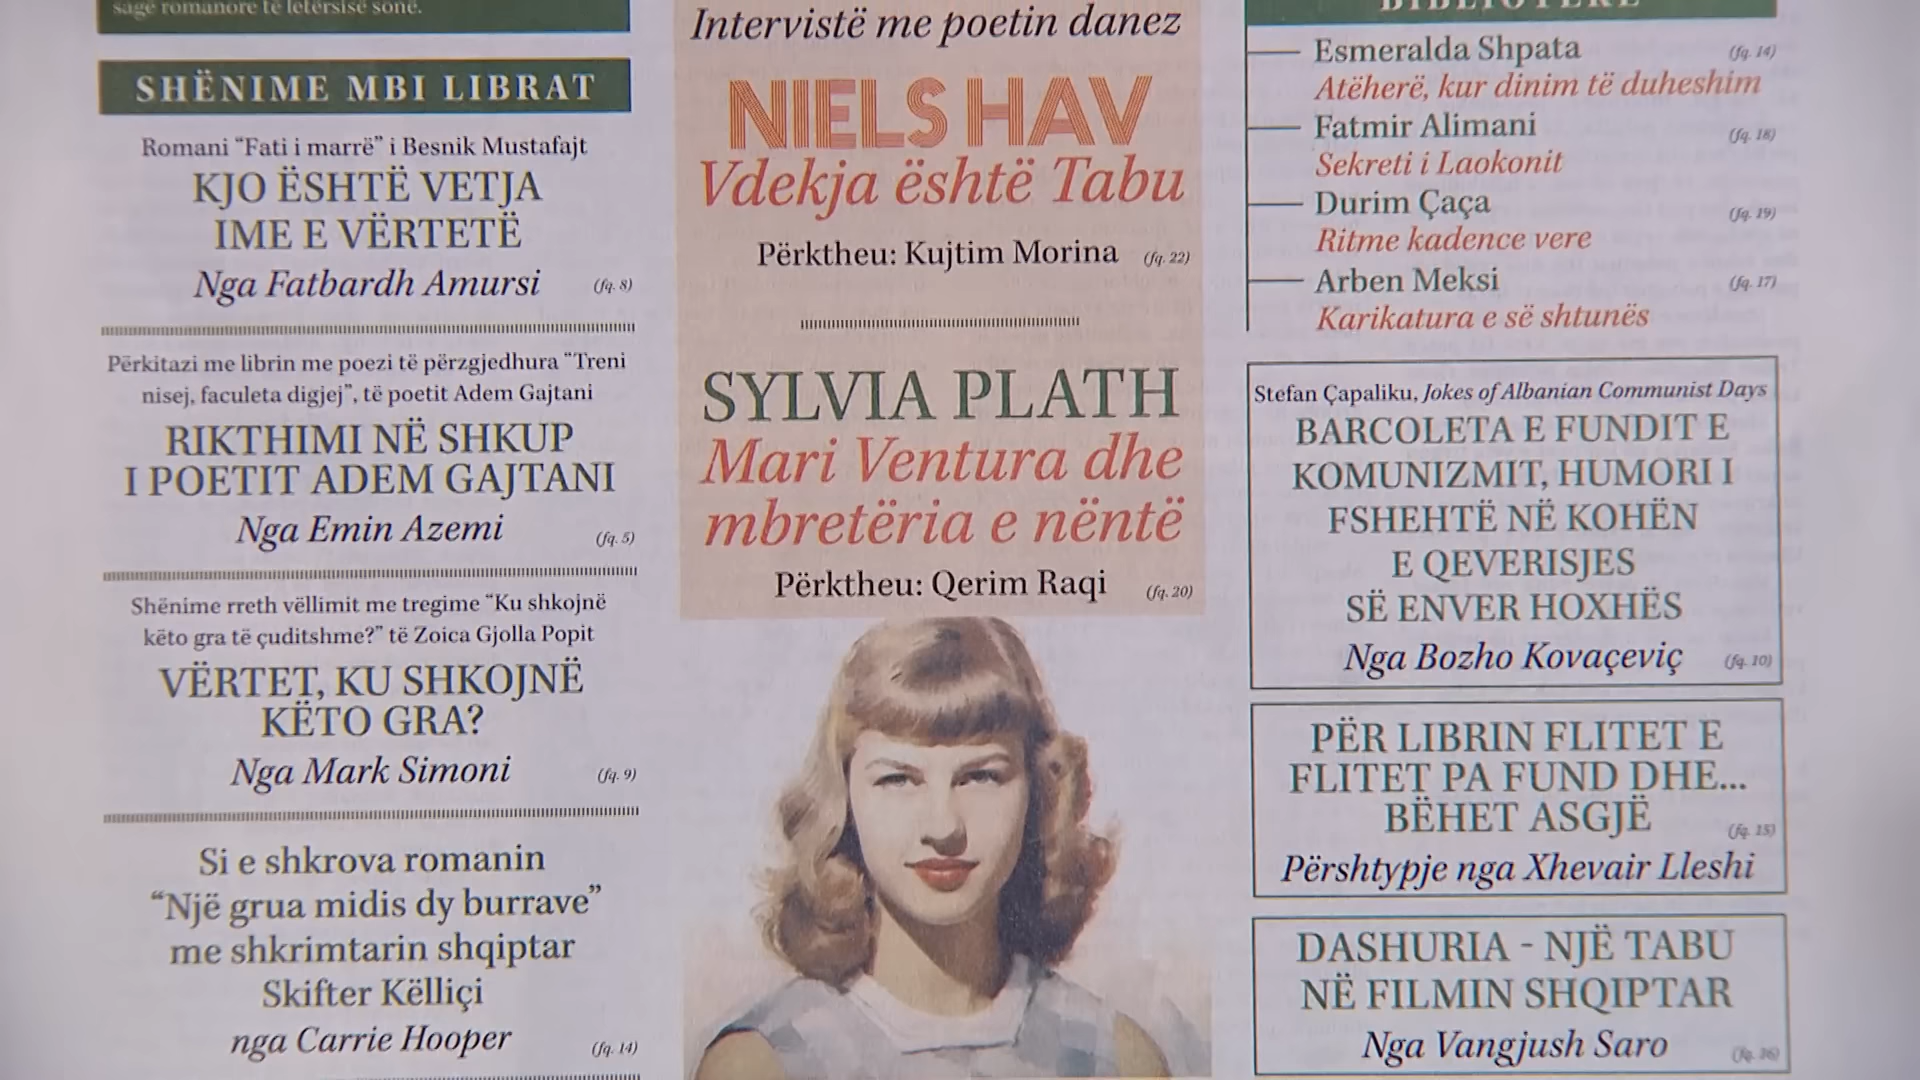 sagë romanore të letërsisë sonë.
SHËNIME MBI LIBRAT
Romani “Fati i marrë” i Besnik Mustafajt
KJO ËSHTË VETJA
IME E VËRTETË
Nga Fatbardh Amursi (fq. 8)
Përkitazi me librin me poezi të përzgjedhura “Treni
nisej, faculeta digjej”, të poetit Adem Gajtani
RIKTHIMI NË SHKUP
I POETIT ADEM GAJTANI
Nga Emin Azemi (fq. 5)
Shënime rreth vëllimit me tregime “Ku shkojnë
këto gra të çuditshme?” të Zoica Gjolla Popit
VËRTET, KU SHKOJNË
KËTO GRA?
Nga Mark Simoni (fq. 9)
Si e shkrova romanin
“Një grua midis dy burrave”
me shkrimtarin shqiptar
Skifter Këlliçi
nga Carrie Hooper (fq. 14)
Intervistë me poetin danez
NIELS HAV
Vdekja është Tabu
Përktheu: Kujtim Morina (fq. 22)
SYLVIA PLATH
Mari Ventura dhe
mbretëria e nëntë
Përktheu: Qerim Raqi (fq. 20)
Esmeralda Shpata (fq. 14)
Atëherë, kur dinim të duheshim
Fatmir Alimani (fq. 18)
Sekreti i Laokonit
Durim Çaça (fq. 19)
Ritme kadence vere
Arben Meksi (fq. 17)
Karikatura e së shtunës
Stefan Çapaliku, Jokes of Albanian Communist Days
BARCOLETA E FUNDIT E
KOMUNIZMIT, HUMORI I
FSHEHTË NË KOHËN
E QEVERISJES
SË ENVER HOXHËS
Nga Bozho Kovaçeviç (fq. 10)
PËR LIBRIN FLITET E
FLITET PA FUND DHE...
BËHET ASGJË (fq. 15)
Përshtypje nga Xhevair Lleshi
DASHURIA - NJË TABU
NË FILMIN SHQIPTAR
Nga Vangjush Saro